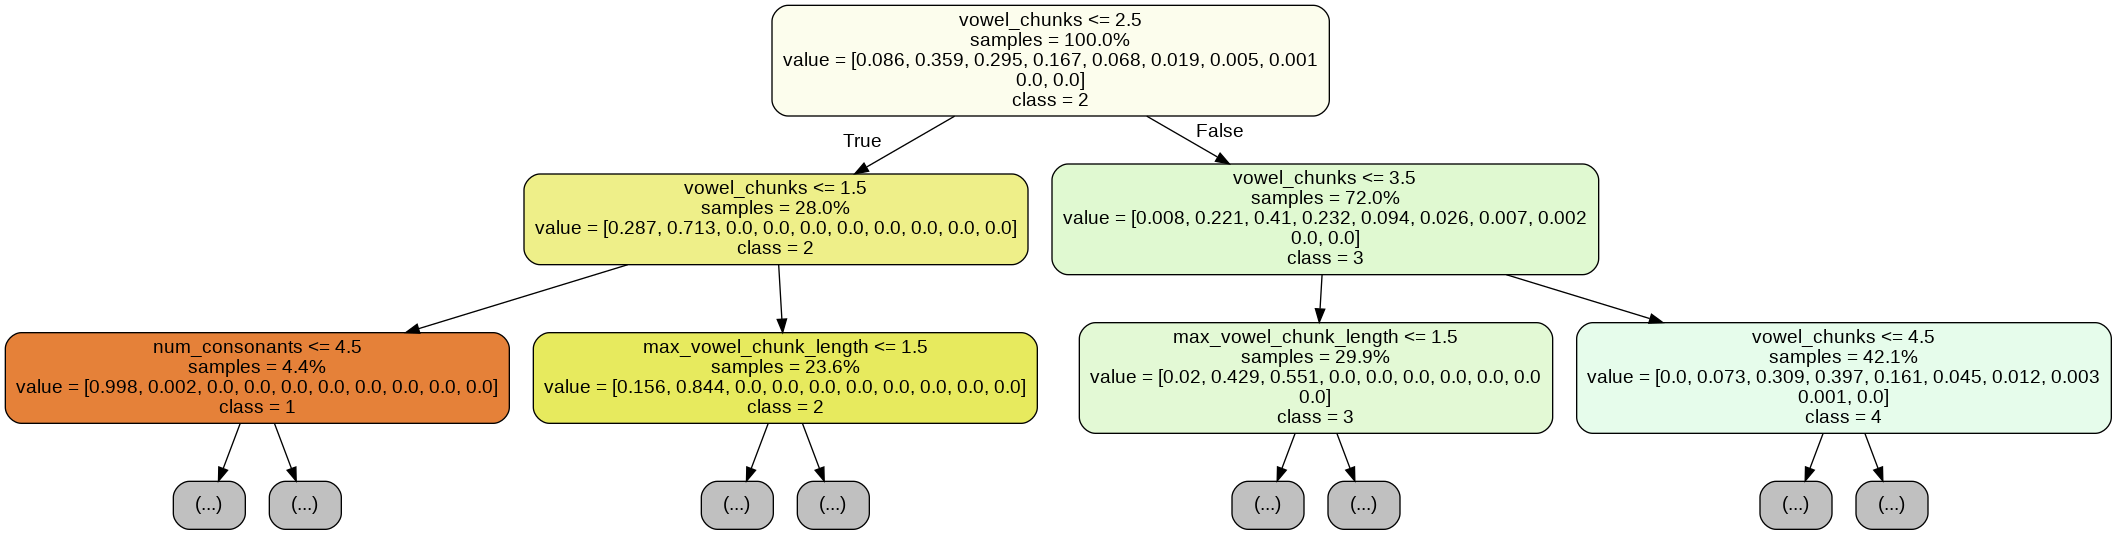 vowel_chunks <= 2.5
samples = 100.0%
value = [0.086, 0.359, 0.295, 0.167, 0.068, 0.019, 0.005, 0.001
0.0, 0.0]
class = 2
True
False
vowel_chunks <= 1.5
samples = 28.0%
value = [0.287, 0.713, 0.0, 0.0, 0.0, 0.0, 0.0, 0.0, 0.0, 0.0]
class = 2
vowel_chunks <= 3.5
samples = 72.0%
value = [0.008, 0.221, 0.41, 0.232, 0.094, 0.026, 0.007, 0.002
0.0, 0.0]
class = 3
num_consonants <= 4.5
samples = 4.4%
value = [0.998, 0.002, 0.0, 0.0, 0.0, 0.0, 0.0, 0.0, 0.0, 0.0]
class = 1
max_vowel_chunk_length <= 1.5
samples = 23.6%
value = [0.156, 0.844, 0.0, 0.0, 0.0, 0.0, 0.0, 0.0, 0.0, 0.0]
class = 2
max_vowel_chunk_length <= 1.5
samples = 29.9%
value = [0.02, 0.429, 0.551, 0.0, 0.0, 0.0, 0.0, 0.0, 0.0
0.0]
class = 3
vowel_chunks <= 4.5
samples = 42.1%
value = [0.0, 0.073, 0.309, 0.397, 0.161, 0.045, 0.012, 0.003
0.001, 0.0]
class = 4
(...)
(...)
(...)
(...)
(...)
(...)
(...)
(...)